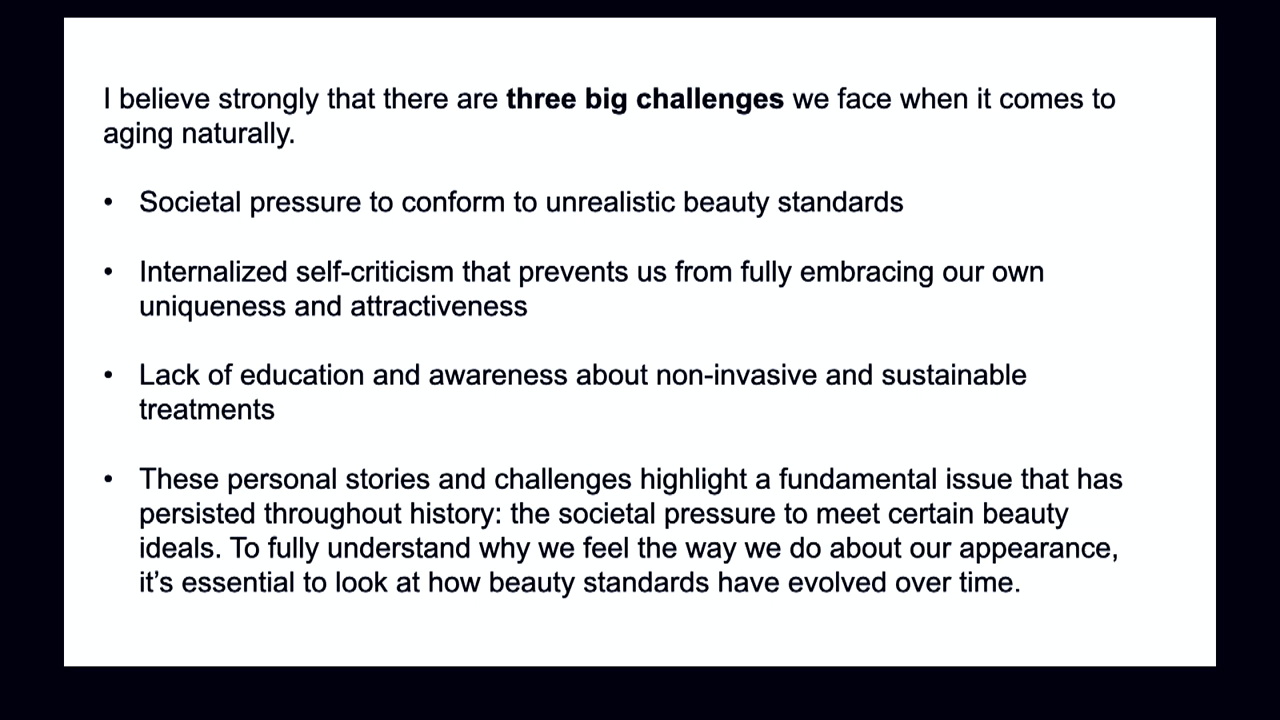 I believe strongly that there are three big challenges we face when it comes to
aging naturally.
• Societal pressure to conform to unrealistic beauty standards
• Internalized self-criticism that prevents us from fully embracing our own
uniqueness and attractiveness
• Lack of education and awareness about non-invasive and sustainable
treatments
• These personal stories and challenges highlight a fundamental issue that has
persisted throughout history: the societal pressure to meet certain beauty
ideals. To fully understand why we feel the way we do about our appearance,
it’s essential to look at how beauty standards have evolved over time.